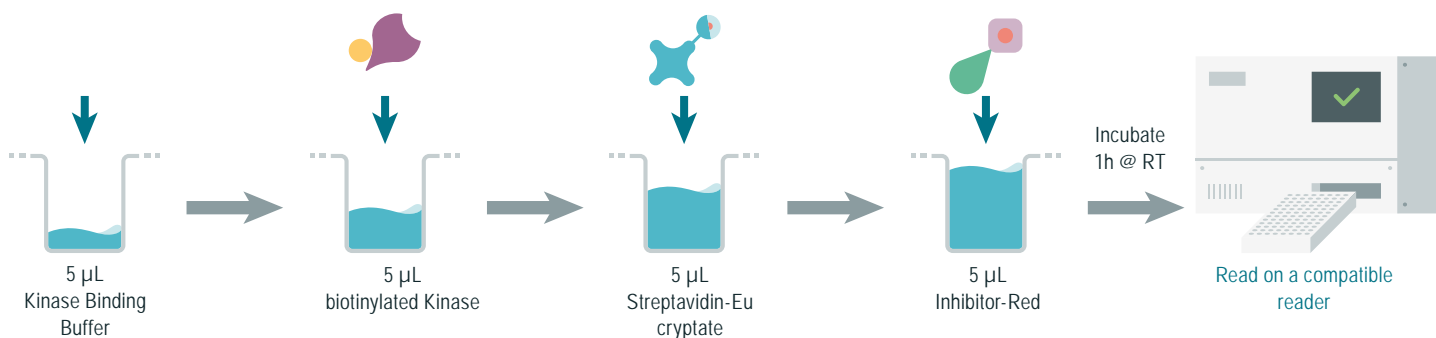 5 µL
Kinase Binding
Buffer
5 µL
biotinylated Kinase
5 µL
Streptavidin-Eu
cryptate
5 µL
Inhibitor-Red
Incubate
1h @ RT
Read on a compatible
reader